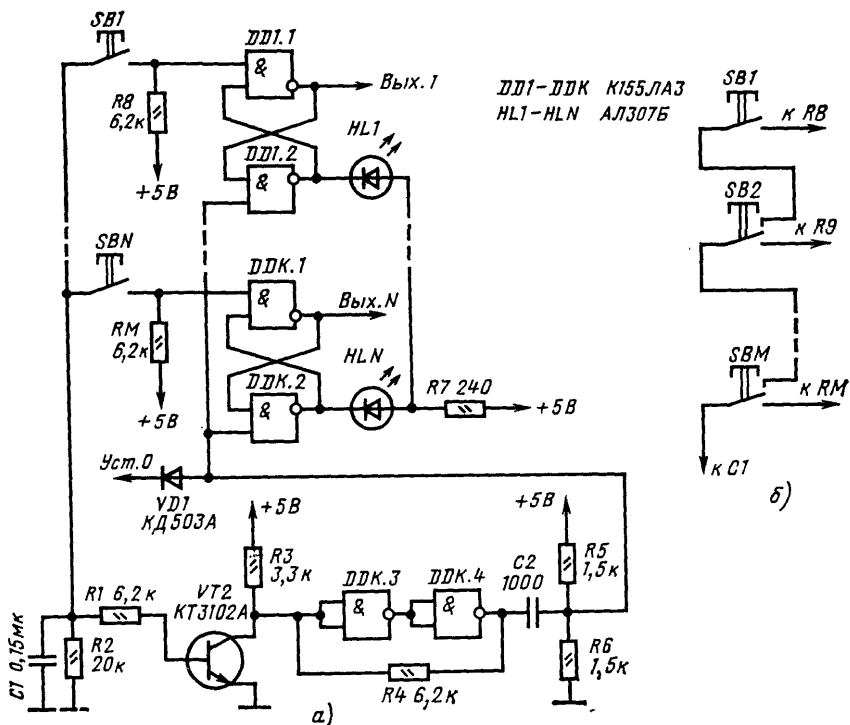 SB1
DD1.1
&
Вых.1
R8
6,2к
+5В
HL1
DD1.2
&
DD1-DDK К155ЛА3
HL1-HLN АЛ307Б
SB1
к R8
SB2
к R9
SBM
к RM
к C1
б)
SBN
DDK.1
&
Вых.N
RM
6,2к
+5В
HLN
DDK.2
&
R7 240
+5В
Уст.0
VD1
КД503А
+5В
R3
3,3к
+5В
R5
1,5к
C2
1000
DDK.3
&
DDK.4
&
R1 6,2к
VT2
КТ3102А
C1 0,15мк
R2
20к
R4 6,2к
R6
1,5к
а)